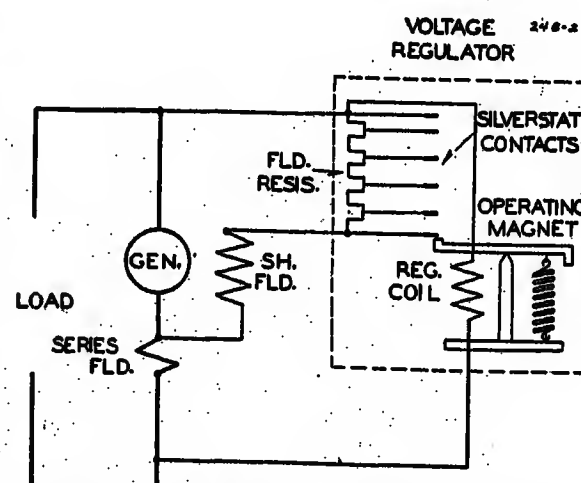 VOLTAGE
REGULATOR
SILVERSTAT
CONTACTS
FLD.
RESIS.
OPERATING
MAGNET
GEN.
SH.
FLD.
REG.
COIL
LOAD
SERIES
FLD.